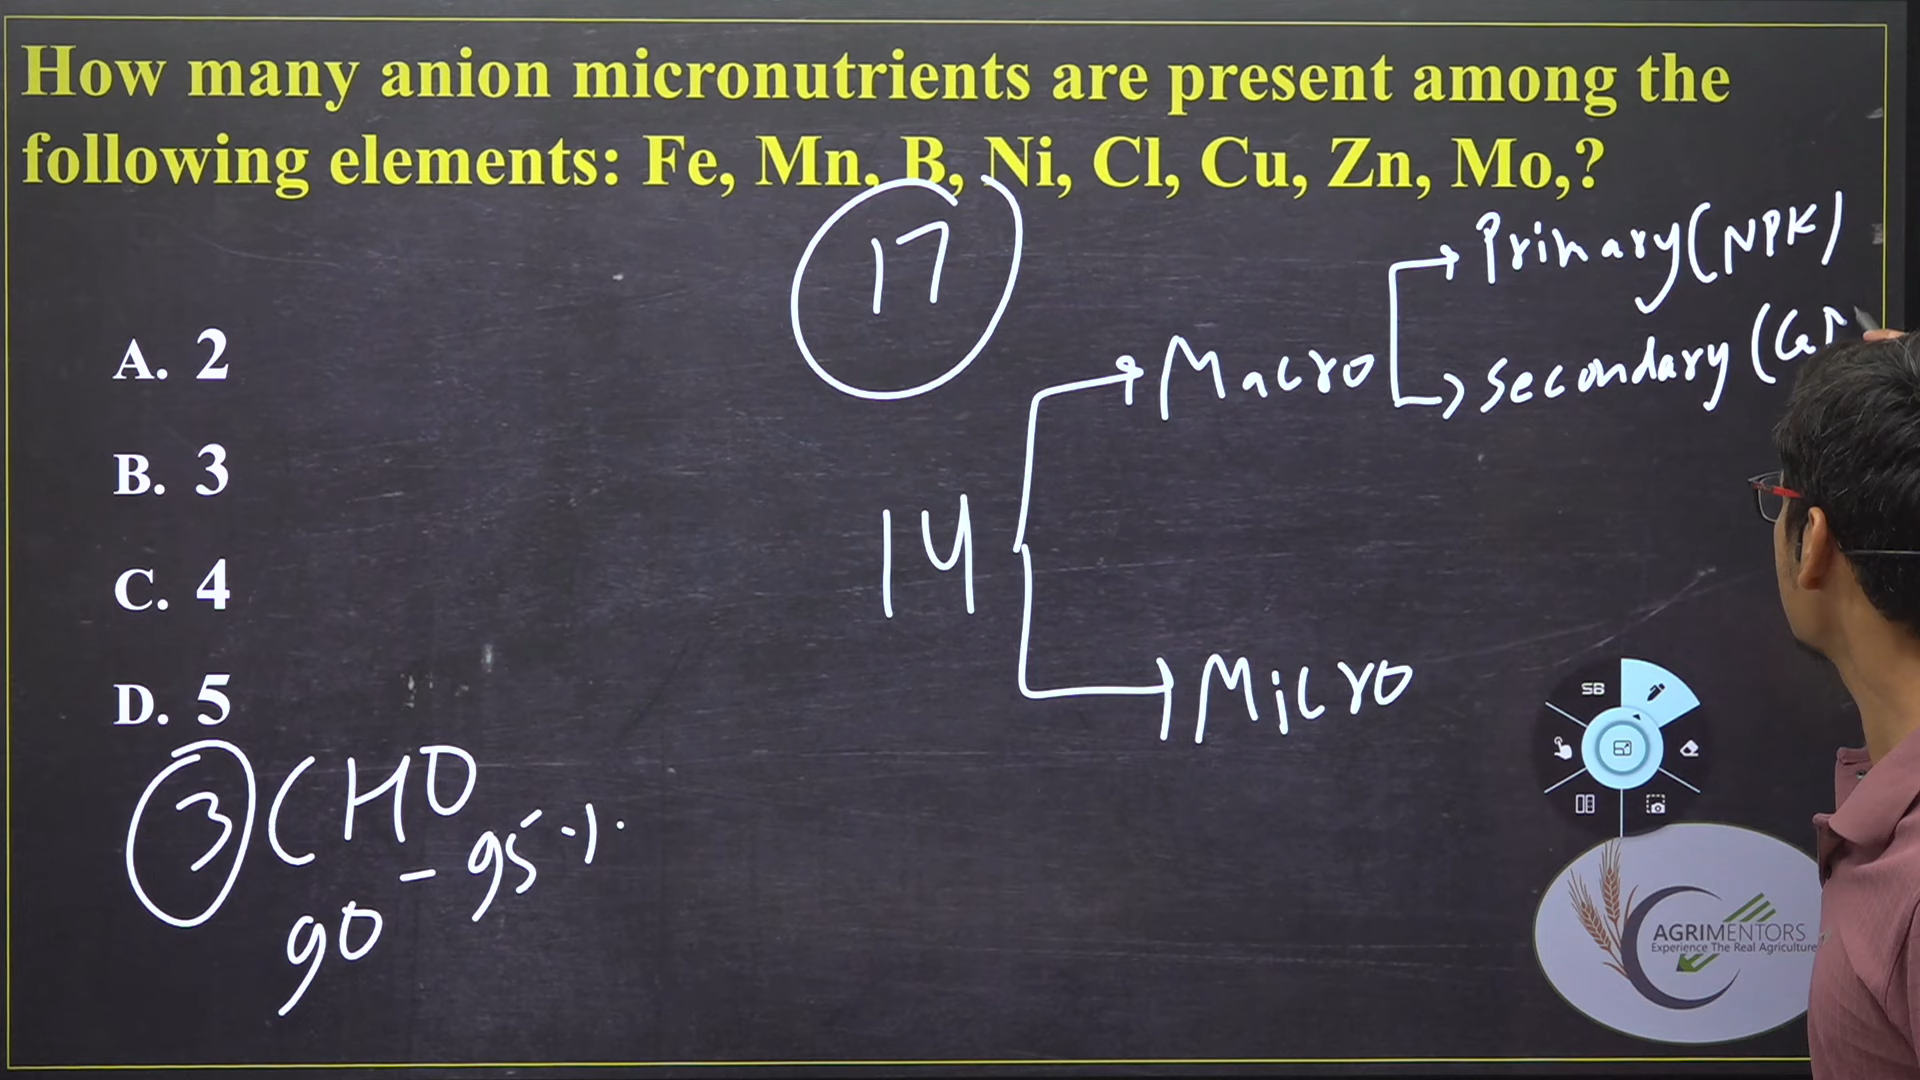 How many anion micronutrients are present among the
following elements: Fe, Mn, B, Ni, Cl, Cu, Zn, Mo,?
17
Primary (NPK)
A. 2
Macro
Secondary (Ca
B. 3
14
C. 4
Micro
D. 5
SB
3 CHO
90 - 95 %
AGRIMENTORS
Experience The Real Agriculture